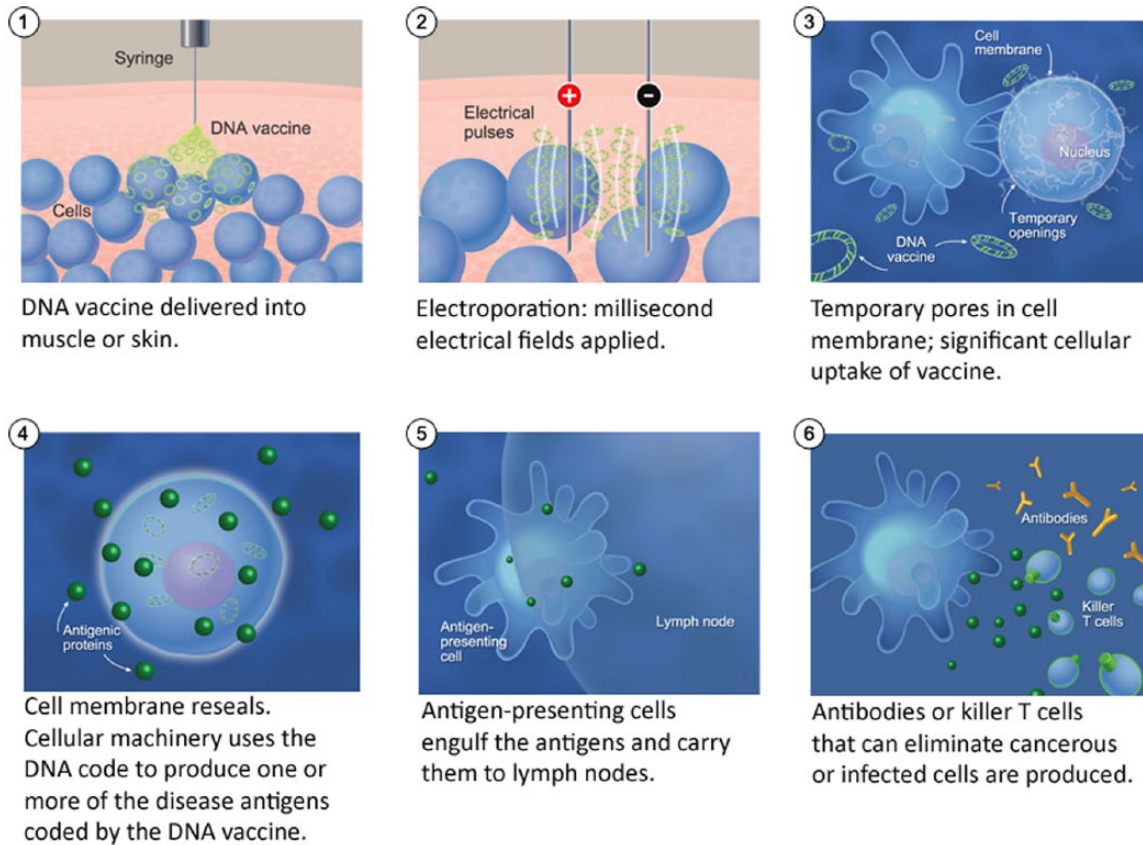 1
Syringe
DNA vaccine
Cells
DNA vaccine delivered into
muscle or skin.
2
Electrical
pulses
+
-
Electroporation: millisecond
electrical fields applied.
3
Cell
membrane
Nucleus
Temporary
openings
DNA
vaccine
Temporary pores in cell
membrane; significant cellular
uptake of vaccine.
4
Antigenic
proteins
Cell membrane reseals.
Cellular machinery uses the
DNA code to produce one or
more of the disease antigens
coded by the DNA vaccine.
5
Antigen-
presenting
cell
Lymph node
Antigen-presenting cells
engulf the antigens and carry
them to lymph nodes.
6
Antibodies
Killer
T cells
Antibodies or killer T cells
that can eliminate cancerous
or infected cells are produced.